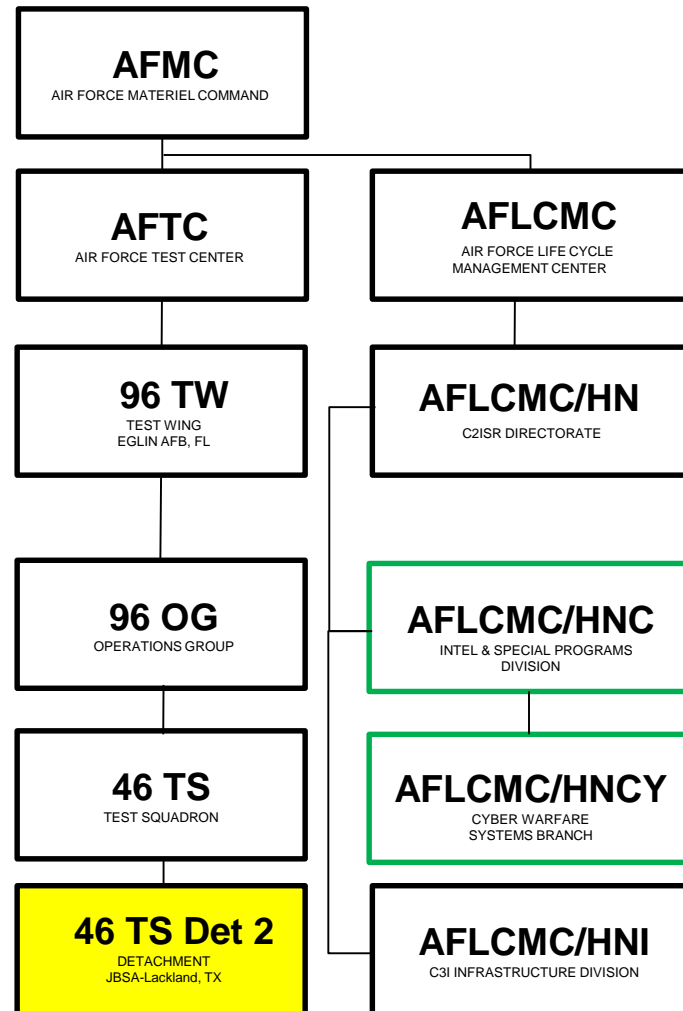 AFMC
AIR FORCE MATERIEL COMMAND
AFTC
AIR FORCE TEST CENTER
AFLCMC
AIR FORCE LIFE CYCLE
MANAGEMENT CENTER
96 TW
TEST WING
EGLIN AFB, FL
AFLCMC/HN
C2ISR DIRECTORATE
96 OG
OPERATIONS GROUP
AFLCMC/HNC
INTEL & SPECIAL PROGRAMS
DIVISION
46 TS
TEST SQUADRON
AFLCMC/HNCY
CYBER WARFARE
SYSTEMS BRANCH
46 TS Det 2
DETACHMENT
JBSA-Lackland, TX
AFLCMC/HNI
C3I INFRASTRUCTURE DIVISION